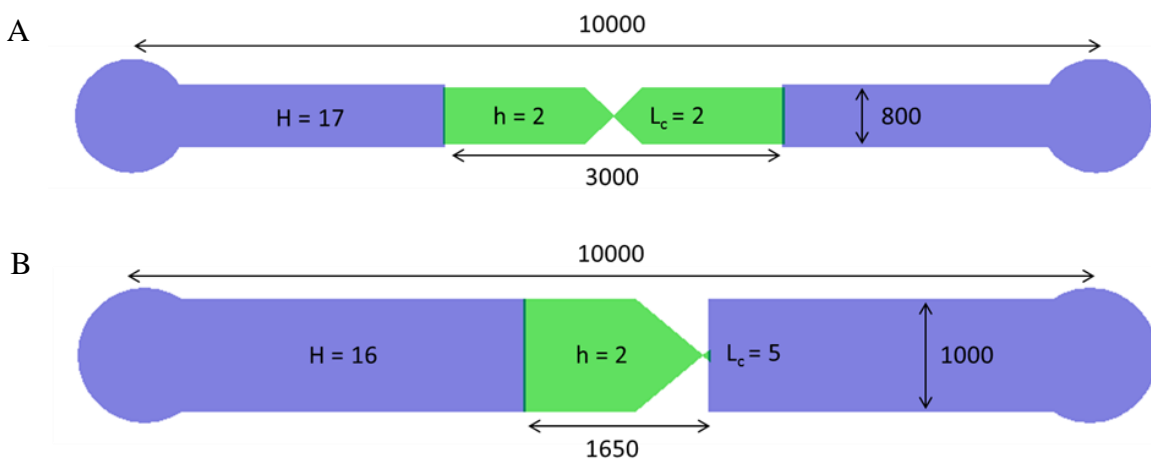 A
10000
H = 17
h = 2
Lc = 2
800
3000
B
10000
H = 16
h = 2
Lc = 5
1000
1650